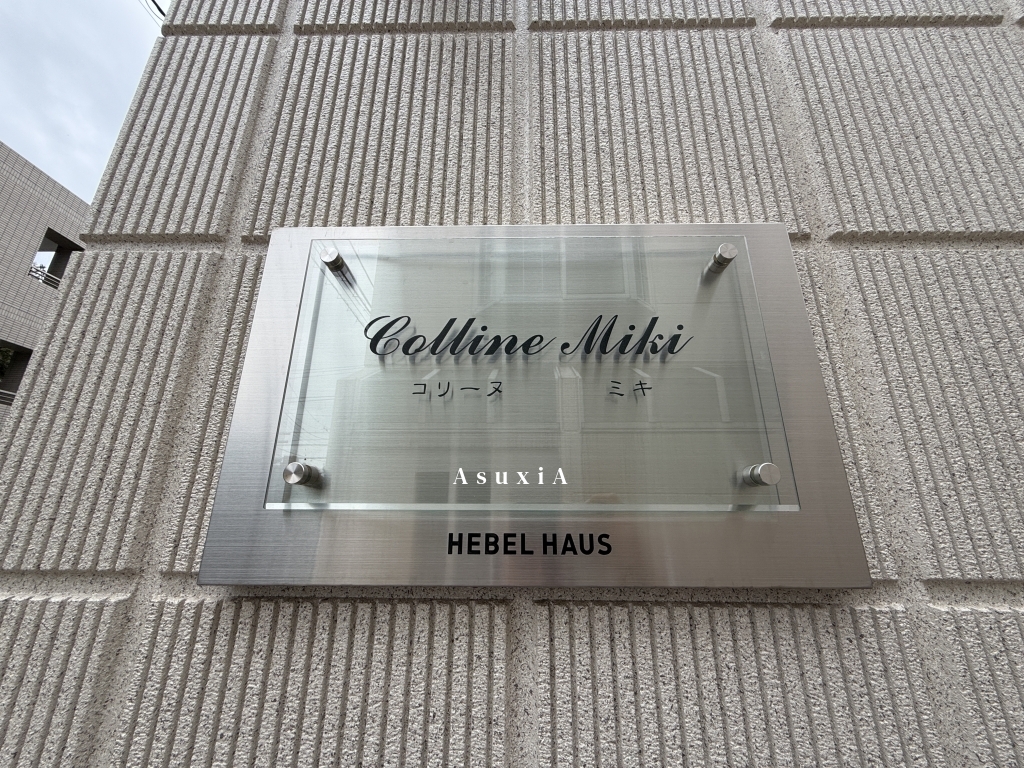 Colline Miki
コリーヌ ミキ
AsuxiA
HEBEL HAUS